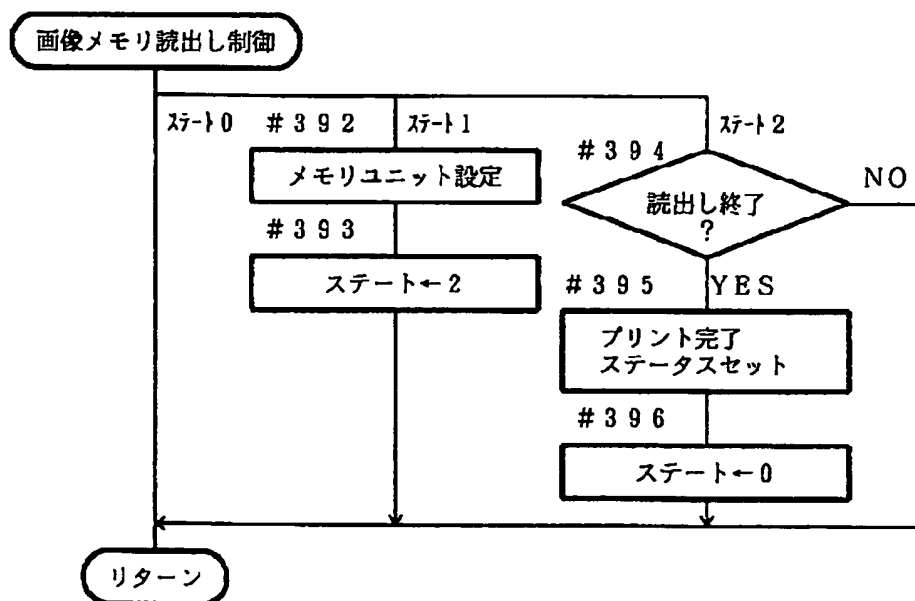 画像メモリ読出し制御
ステート0
#392
ステート1
ステート2
メモリユニット設定
#393
ステート←2
#394
NO
読出し終了
?
YES
#395
プリント完了
ステータスセット
#396
ステート←0
リターン